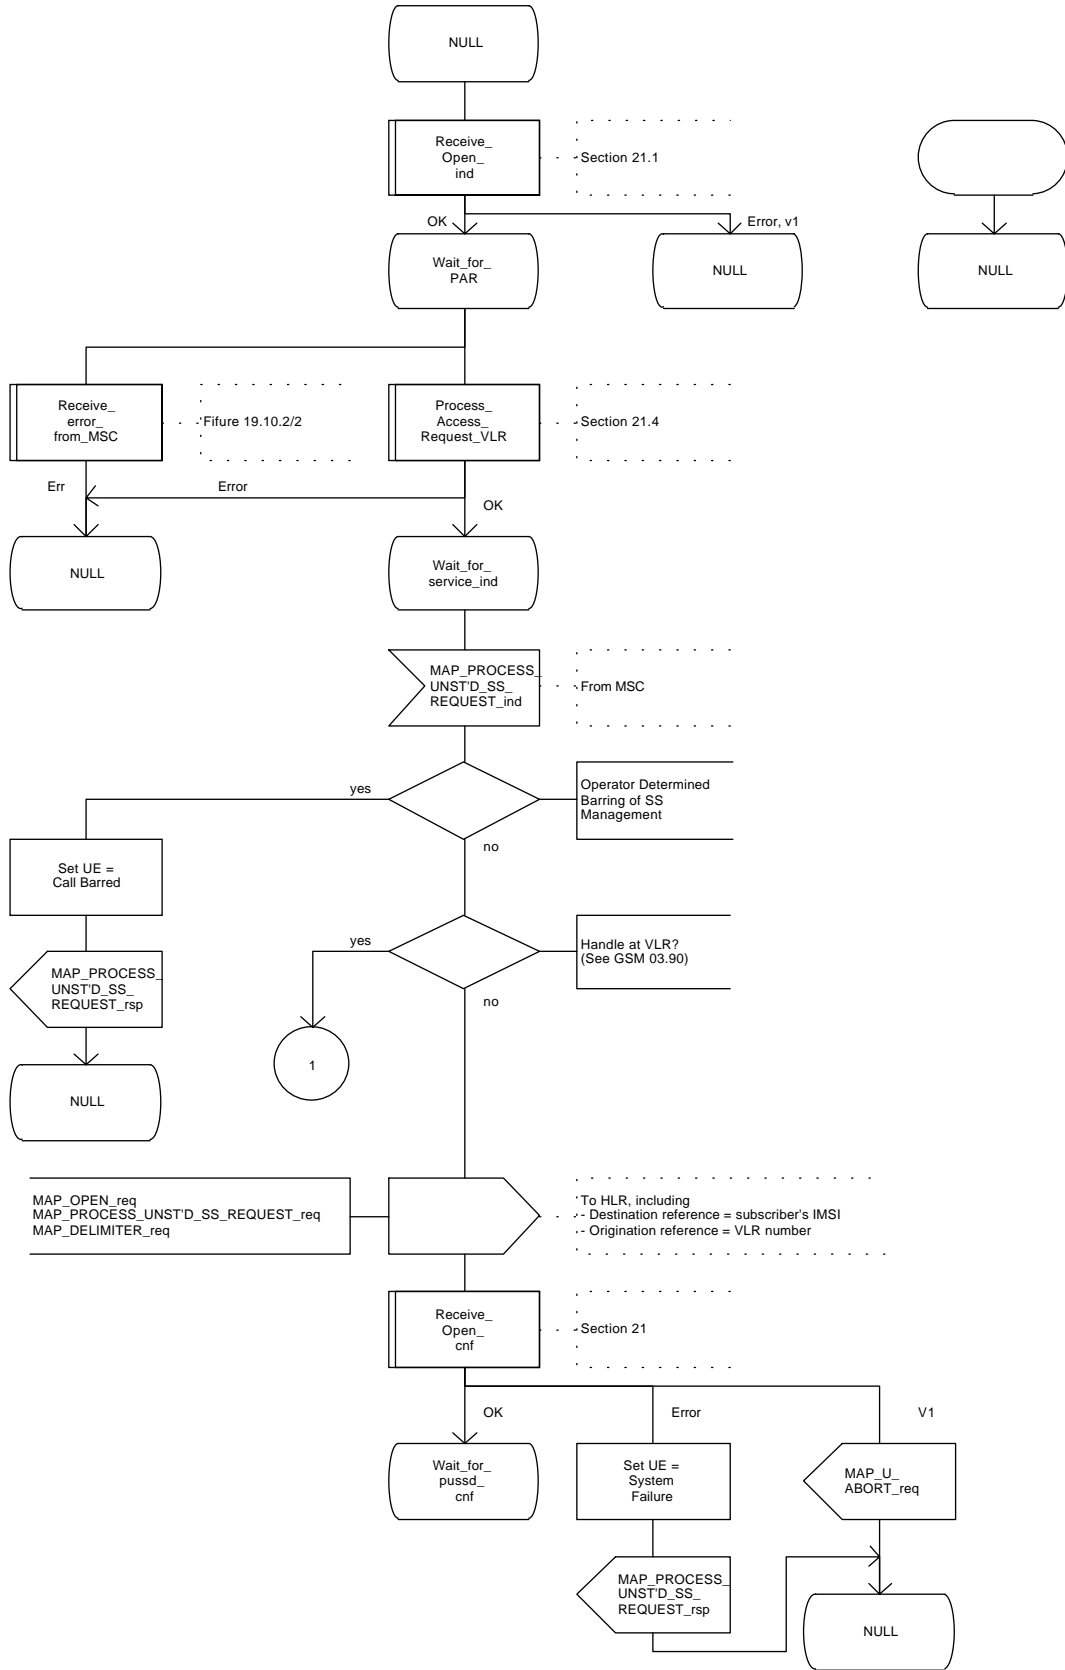 NULL
Receive_
Open_
ind
Section 21.1
OK
Error, v1
Wait_for_
PAR
NULL
NULL
Receive_
error_
from_MSC
Fifure 19.10.2/2
Process_
Access_
Request_VLR
Section 21.4
Err
Error
OK
NULL
Wait_for_
service_ind
MAP_PROCESS_
UNST'D_SS_
REQUEST_ind
From MSC
yes
Operator Determined
Barring of SS
Management
no
Set UE =
Call Barred
yes
Handle at VLR?
(See GSM 03.90)
no
MAP_PROCESS_
UNST'D_SS_
REQUEST_rsp
1
NULL
MAP_OPEN_req
MAP_PROCESS_UNST'D_SS_REQUEST_req
MAP_DELIMITER_req
To HLR, including
- Destination reference = subscriber's IMSI
- Origination reference = VLR number
Receive_
Open_
cnf
Section 21
OK
Error
V1
Wait_for_
pussd_
cnf
Set UE =
System
Failure
MAP_U_
ABORT_req
MAP_PROCESS_
UNST'D_SS_
REQUEST_rsp
NULL